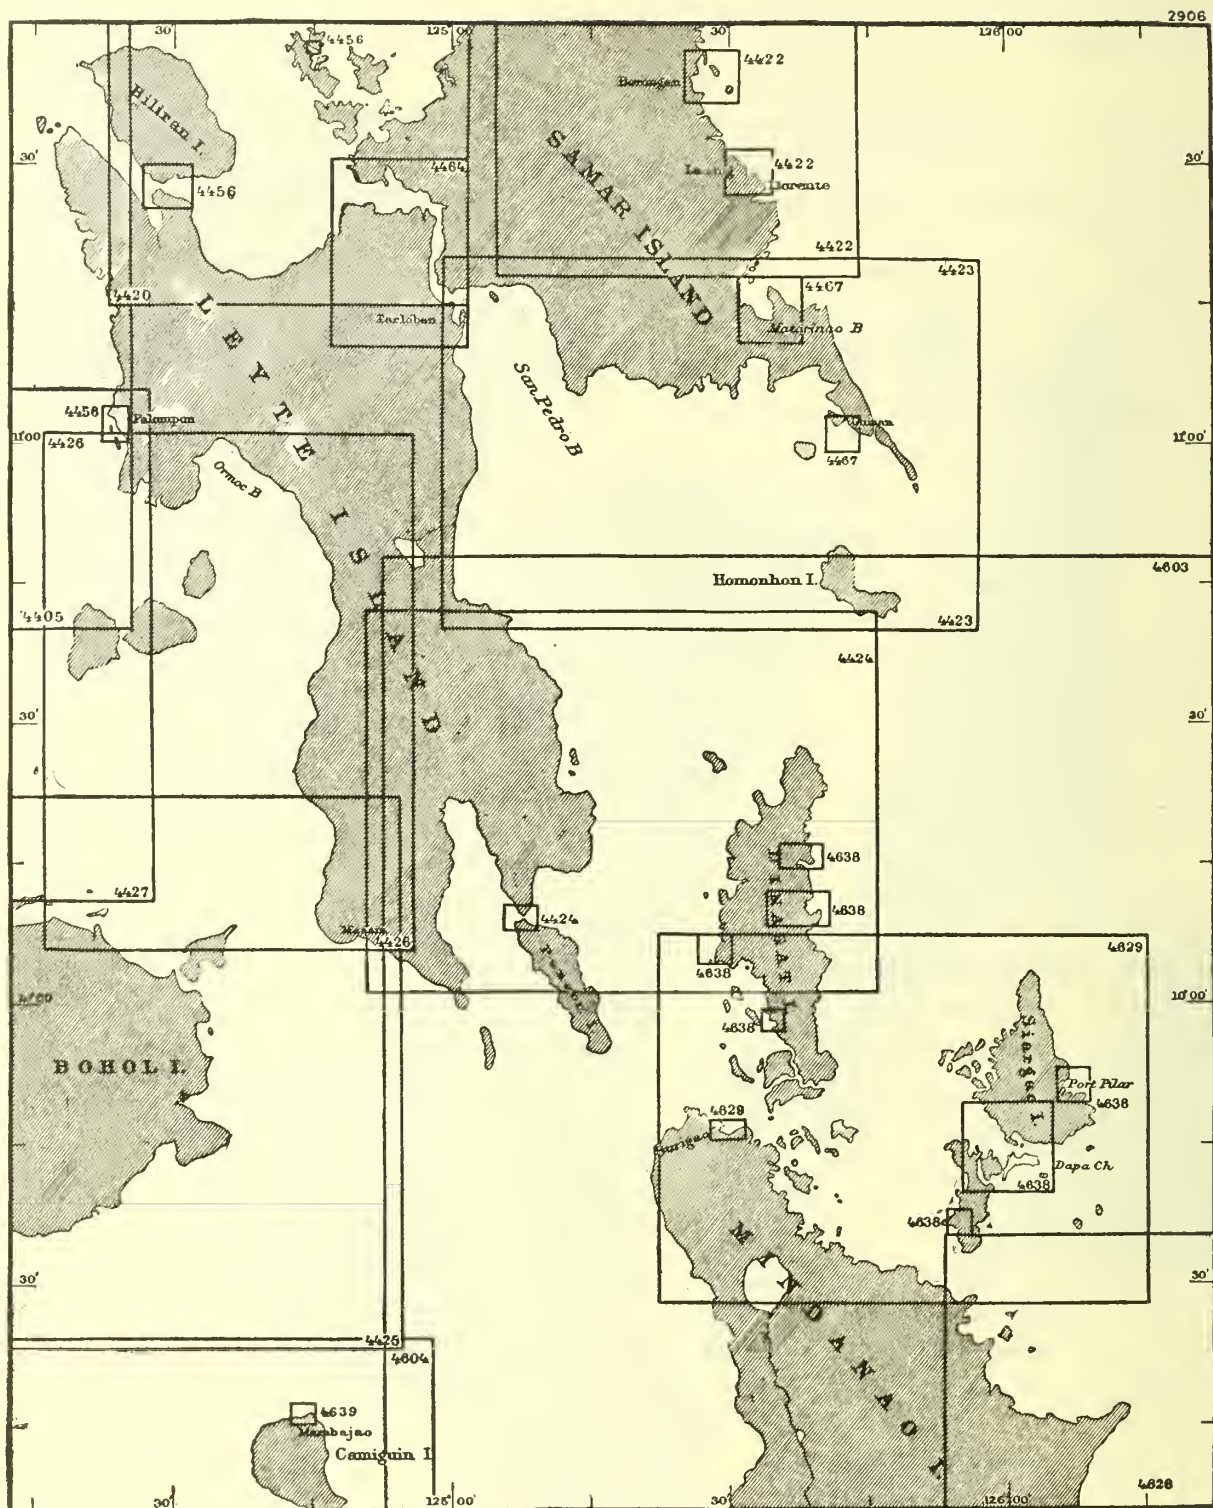 2906
30' 125°00' 30' 126°00'
4456
4422
Borongan
Biliran I.
30' 30'
4464
4422
Llorente
4456
SAMAR ISLAND
4422
4423
4420
4467
LEYTE ISLAND
Tacloban
Matarinao B
San Pedro B
4456
Palompon
Guiuan
4426
11°00' 11°00'
Ormoc B
4467
4603
Homonhon I.
4405
4423
4424
30' 30'
4638
DINAGAT I.
4427
4638
4424
Maasin
4426
4629
4638
Panaon I.
10°00' 10°00'
4638
Siargao I.
BOHOL I.
Port Pilar
4638
4629
Surigao
Dapa Ch
4638
4638
MINDANAO I.
30' 30'
4425
4604
4639
Mambajao
Camiguin I
4626
30' 125°00' 30' 126°00'